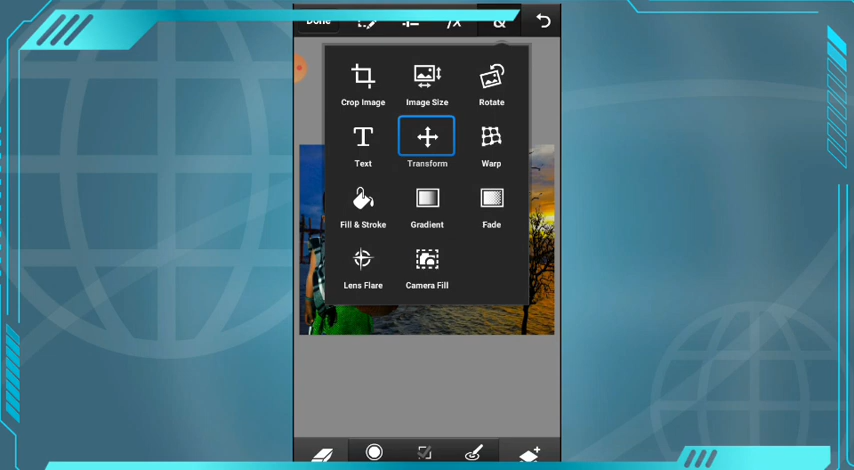 Done
Crop Image
Image Size
Rotate
Text
Transform
Warp
Fill & Stroke
Gradient
Fade
Lens Flare
Camera Fill